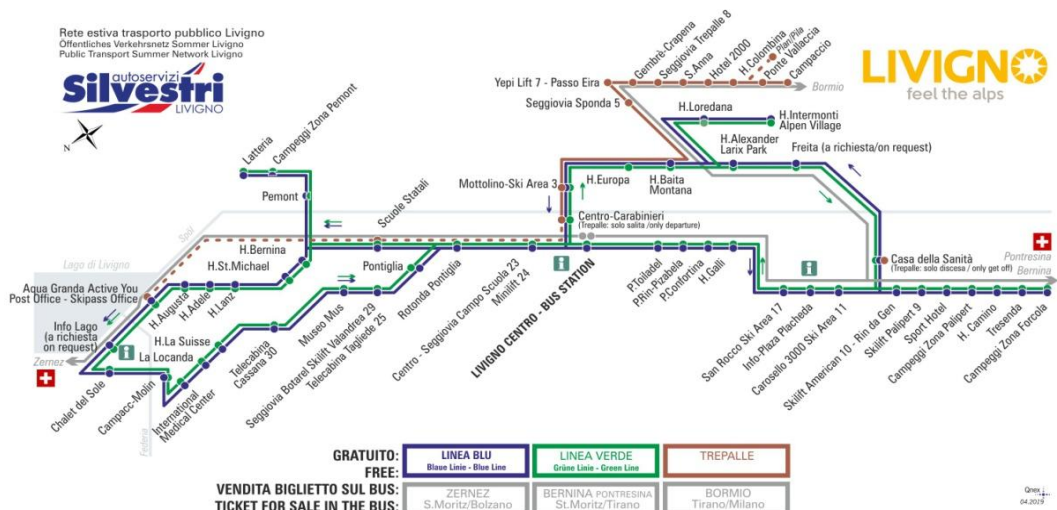 Rete estiva trasporto pubblico Livigno
Öffentliches Verkehrsnetz Sommer Livigno
Public Transport Summer Network Livigno
autoservizi
Silvestri
LIVIGNO
LIVIGNO
feel the alps
N
Gembrè-Crapena
Seggiovia Trepalle 8
S.Anna
Hotel 2000
H.Colombina
Plan/Pila
Ponte Vallaccia
Campaccio
Yepi Lift 7 - Passo Eira
Bormio
Seggiovia Sponda 5
H.Loredana
H.Intermonti
Alpen Village
H.Alexander
Larix Park
Freita (a richiesta/on request)
Latteria
Campeggi Zona Pemont
Pemont
Scuole Statali
Mottolino-Ski Area 3
H.Europa
H.Baita
Montana
Centro-Carabinieri
(Trepalle: solo salita /only departure)
Spöl
Lago di Livigno
H.Bernina
H.St.Michael
Pontiglia
Casa della Sanità
(Trepalle: solo discesa / only get off)
Pontresina
Bernina
Aqua Granda Active You
Post Office - Skipass Office
H.Augusta
H.Adele
H.Lanz
Info Lago
(a richiesta
on request)
Zernez
H.La Suisse
La Locanda
Chalet del Sole
Campacc-Molin
Federia
International
Medical Center
Telecabina
Cassana 30
Museo Mus
Seggiovia Botarel Skilift Valandrea 29
Telecabina Tagliede 25
Rotonda Pontiglia
Centro - Seggiovia Campo Scuola 23
Minilift 24
LIVIGNO CENTRO - BUS STATION
P.Toiladel
P.Rin-Pizabela
P.Confortina
H.Galli
San Rocco Ski Area 17
Info-Plaza Placheda
Carosello 3000 Ski Area 11
Skilift American 10 - Rin da Gen
Skilift Palipert 9
Sport Hotel
Campeggi Zona Palipert
H. Camino
Tresenda
Campeggi Zona Forcola
GRATUITO:
FREE:
LINEA BLU
Blaue Linie - Blue Line
LINEA VERDE
Grüne Linie - Green Line
TREPALLE
VENDITA BIGLIETTO SUL BUS:
TICKET FOR SALE IN THE BUS:
ZERNEZ
S.Moritz/Bolzano
BERNINA PONTRESINA
St.Moritz/Tirano
BORMIO
Tirano/Milano
Qnex
04.2019